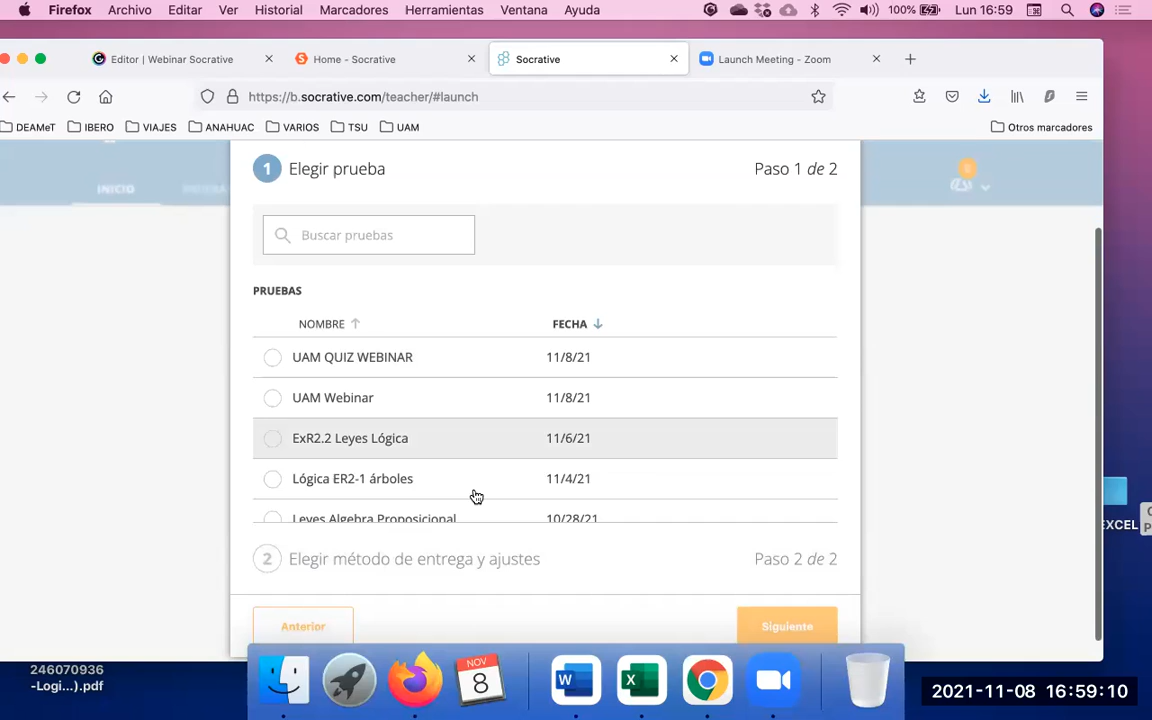 Firefox Archivo Editar Ver Historial Marcadores Herramientas Ventana Ayuda 100% Lun 16:59
Editor | Webinar Socrative Home - Socrative Socrative Launch Meeting - Zoom
https://b.socrative.com/teacher/#launch
DEAMeT IBERO VIAJES ANAHUAC VARIOS TSU UAM Otros marcadores
1 Elegir prueba Paso 1 de 2
INICIO
Buscar pruebas
PRUEBAS
NOMBRE FECHA
UAM QUIZ WEBINAR 11/8/21
UAM Webinar 11/8/21
ExR2.2 Leyes Lógica 11/6/21
Lógica ER2-1 árboles 11/4/21
Leyes Algebra Proposicional 10/28/21
EXCEL
2 Elegir método de entrega y ajustes Paso 2 de 2
Anterior Siguiente
246070936
-Logi...).pdf
NOV
8
W X
2021-11-08 16:59:10